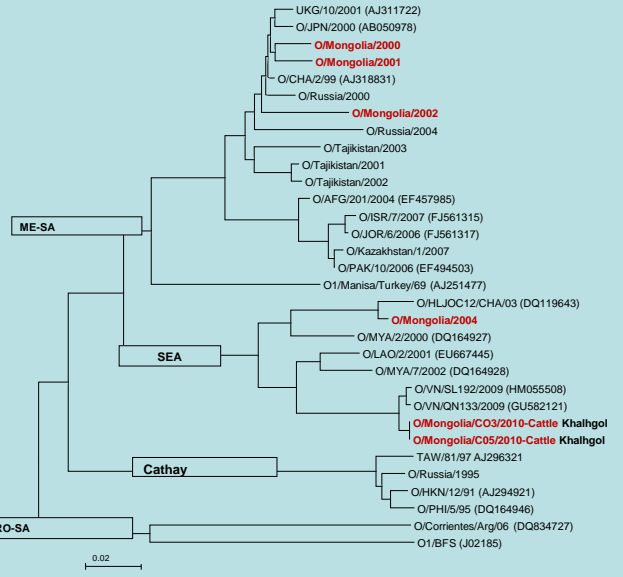 UKG/10/2001 (AJ311722)
O/JPN/2000 (AB050978)
O/Mongolia/2000
O/Mongolia/2001
O/CHA/2/99 (AJ318831)
O/Russia/2000
O/Mongolia/2002
O/Russia/2004
O/Tajikistan/2003
O/Tajikistan/2001
O/Tajikistan/2002
O/AFG/201/2004 (EF457985)
O/ISR/7/2007 (FJ561315)
ME-SA
O/JOR/6/2006 (FJ561317)
O/Kazakhstan/1/2007
O/PAK/10/2006 (EF494503)
O1/Manisa/Turkey/69 (AJ251477)
O/HLJOC12/CHA/03 (DQ119643)
O/Mongolia/2004
O/MYA/2/2000 (DQ164927)
SEA
O/LAO/2/2001 (EU667445)
O/MYA/7/2002 (DQ164928)
O/VN/SL192/2009 (HM055508)
O/VN/QN133/2009 (GU582121)
O/Mongolia/CO3/2010-Cattle Khalhgol
O/Mongolia/C05/2010-Cattle Khalhgol
TAW/81/97 AJ296321
Cathay
O/Russia/1995
O/HKN/12/91 (AJ294921)
O/PHI/5/95 (DQ164946)
RO-SA
O/Corrientes/Arg/06 (DQ834727)
O1/BFS (J02185)
0.02